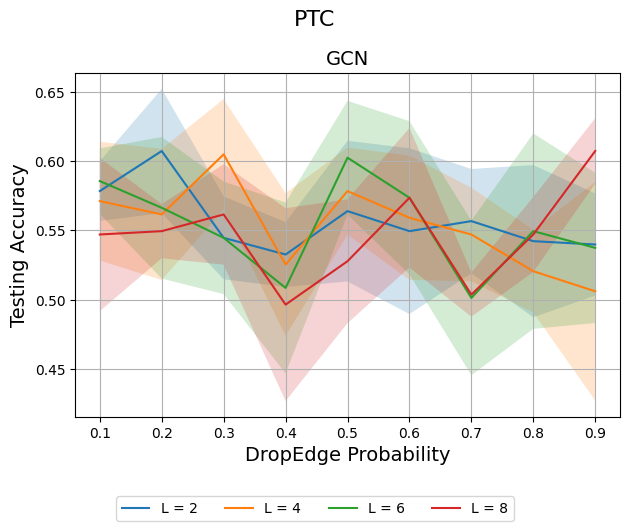 PTC
GCN
0.65
0.60
0.55
0.50
0.45
Testing Accuracy
0.1 0.2 0.3 0.4 0.5 0.6 0.7 0.8 0.9
DropEdge Probability
L = 2 L = 4 L = 6 L = 8